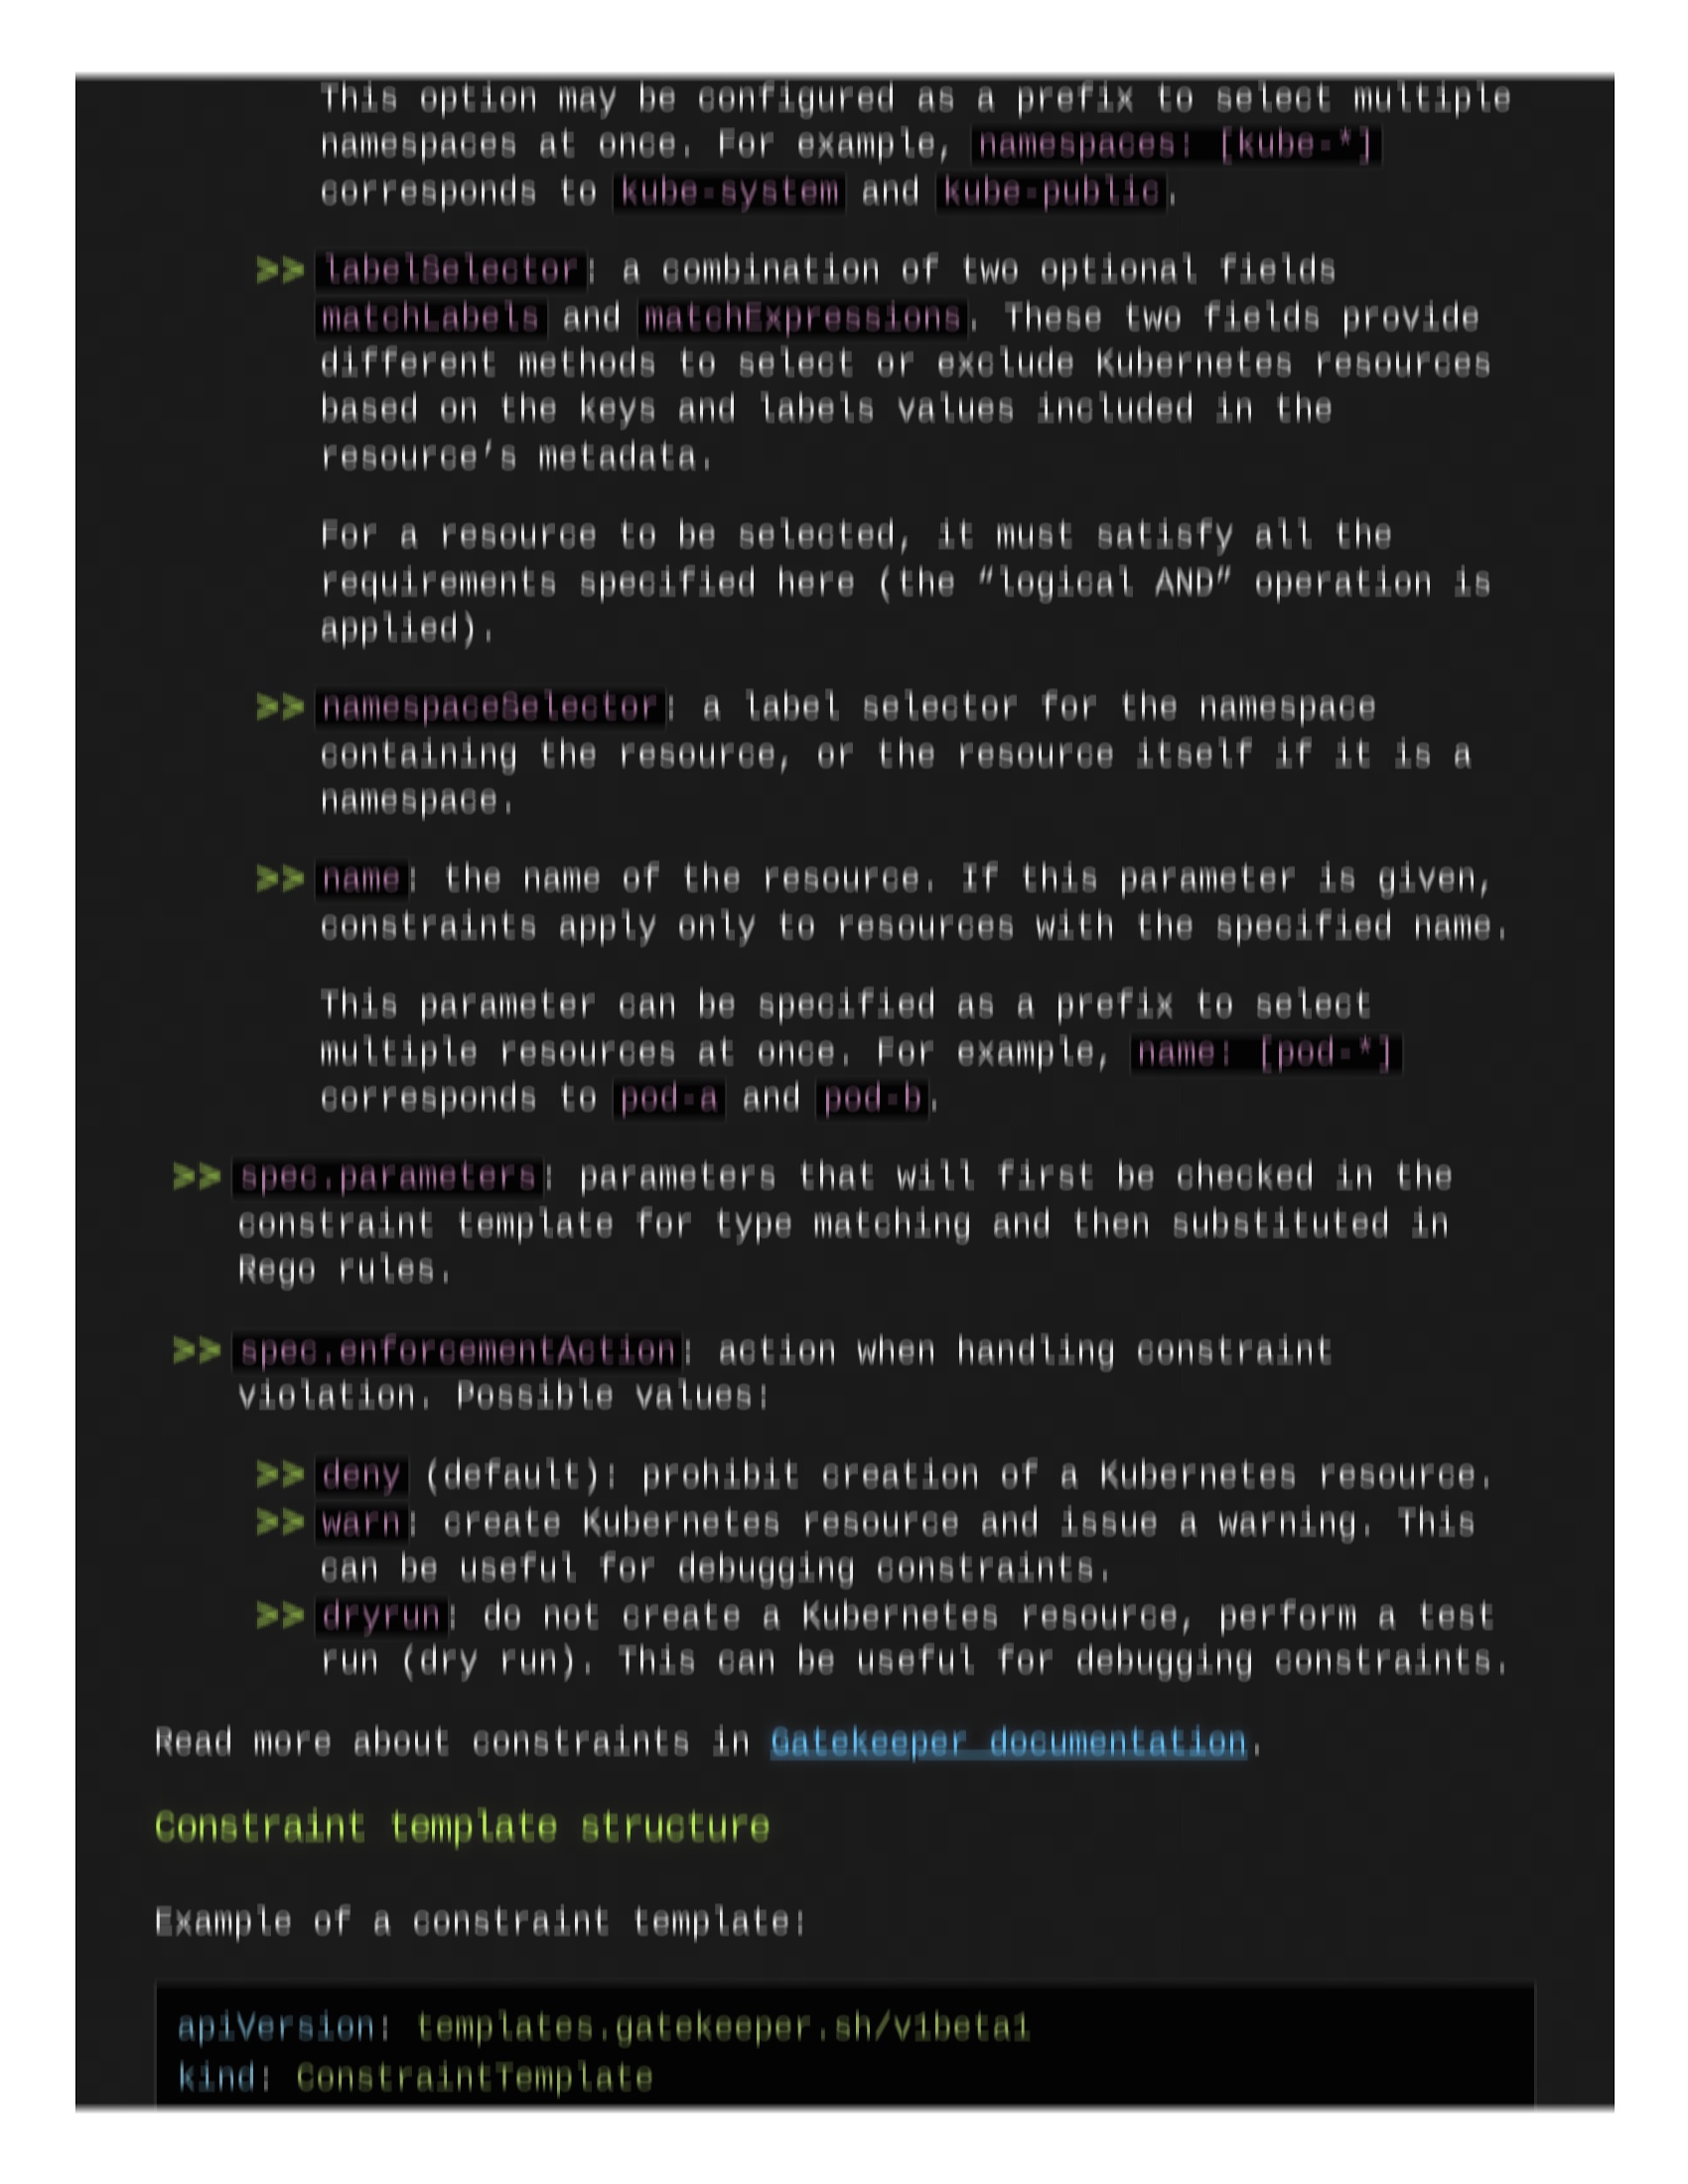 This option may be configured as a prefix to select multiple
namespaces at once. For example, namespaces: [kube-*]
corresponds to kube-system and kube-public.
>> labelSelector: a combination of two optional fields
matchLabels and matchExpressions. These two fields provide
different methods to select or exclude Kubernetes resources
based on the keys and labels values included in the
resource’s metadata.
For a resource to be selected, it must satisfy all the
requirements specified here (the “logical AND” operation is
applied).
>> namespaceSelector: a label selector for the namespace
containing the resource, or the resource itself if it is a
namespace.
>> name: the name of the resource. If this parameter is given,
constraints apply only to resources with the specified name.
This parameter can be specified as a prefix to select
multiple resources at once. For example, name: [pod-*]
corresponds to pod-a and pod-b.
>> spec.parameters: parameters that will first be checked in the
constraint template for type matching and then substituted in
Rego rules.
>> spec.enforcementAction: action when handling constraint
violation. Possible values:
>> deny (default): prohibit creation of a Kubernetes resource.
>> warn: create Kubernetes resource and issue a warning. This
can be useful for debugging constraints.
>> dryrun: do not create a Kubernetes resource, perform a test
run (dry run). This can be useful for debugging constraints.
Read more about constraints in Gatekeeper documentation.
Constraint template structure
Example of a constraint template:
apiVersion: templates.gatekeeper.sh/v1beta1
kind: ConstraintTemplate